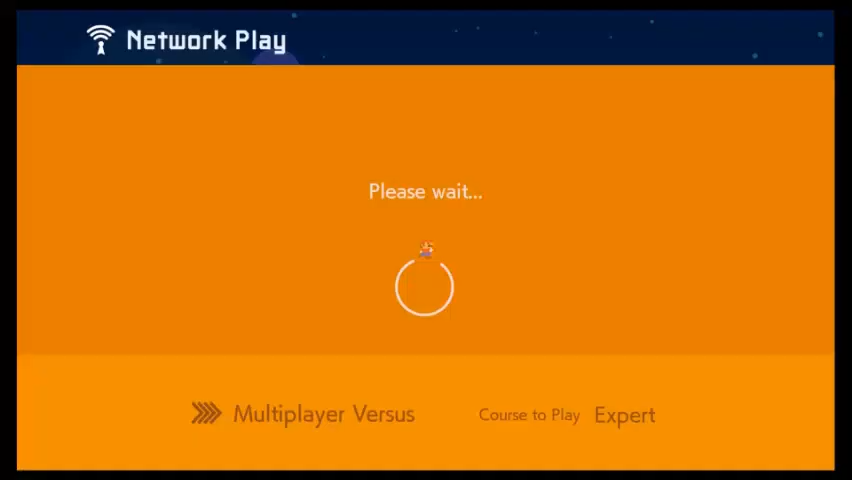 Network Play
Please wait...
Multiplayer Versus
Course to Play Expert